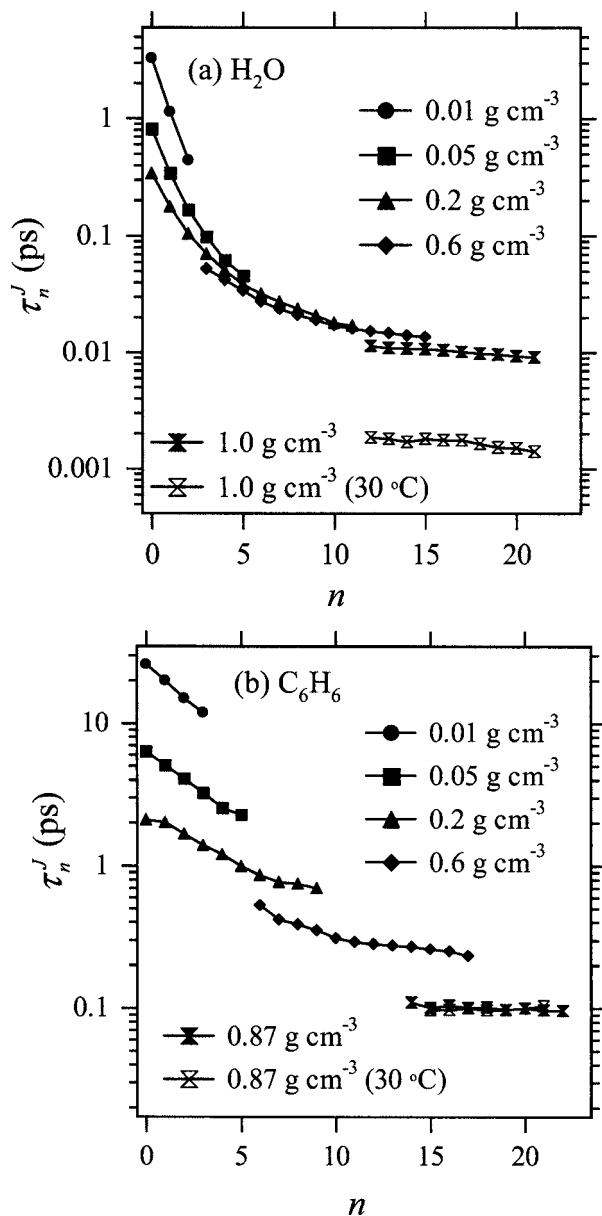 (a) H₂O
0.01 g cm⁻³
0.05 g cm⁻³
0.2 g cm⁻³
0.6 g cm⁻³
1.0 g cm⁻³
1.0 g cm⁻³ (30 °C)
1
0.1
0.01
0.001
τₙᴶ (ps)
0 5 10 15 20
n
(b) C₆H₆
0.01 g cm⁻³
0.05 g cm⁻³
0.2 g cm⁻³
0.6 g cm⁻³
0.87 g cm⁻³
0.87 g cm⁻³ (30 °C)
10
1
0.1
τₙᴶ (ps)
0 5 10 15 20
n